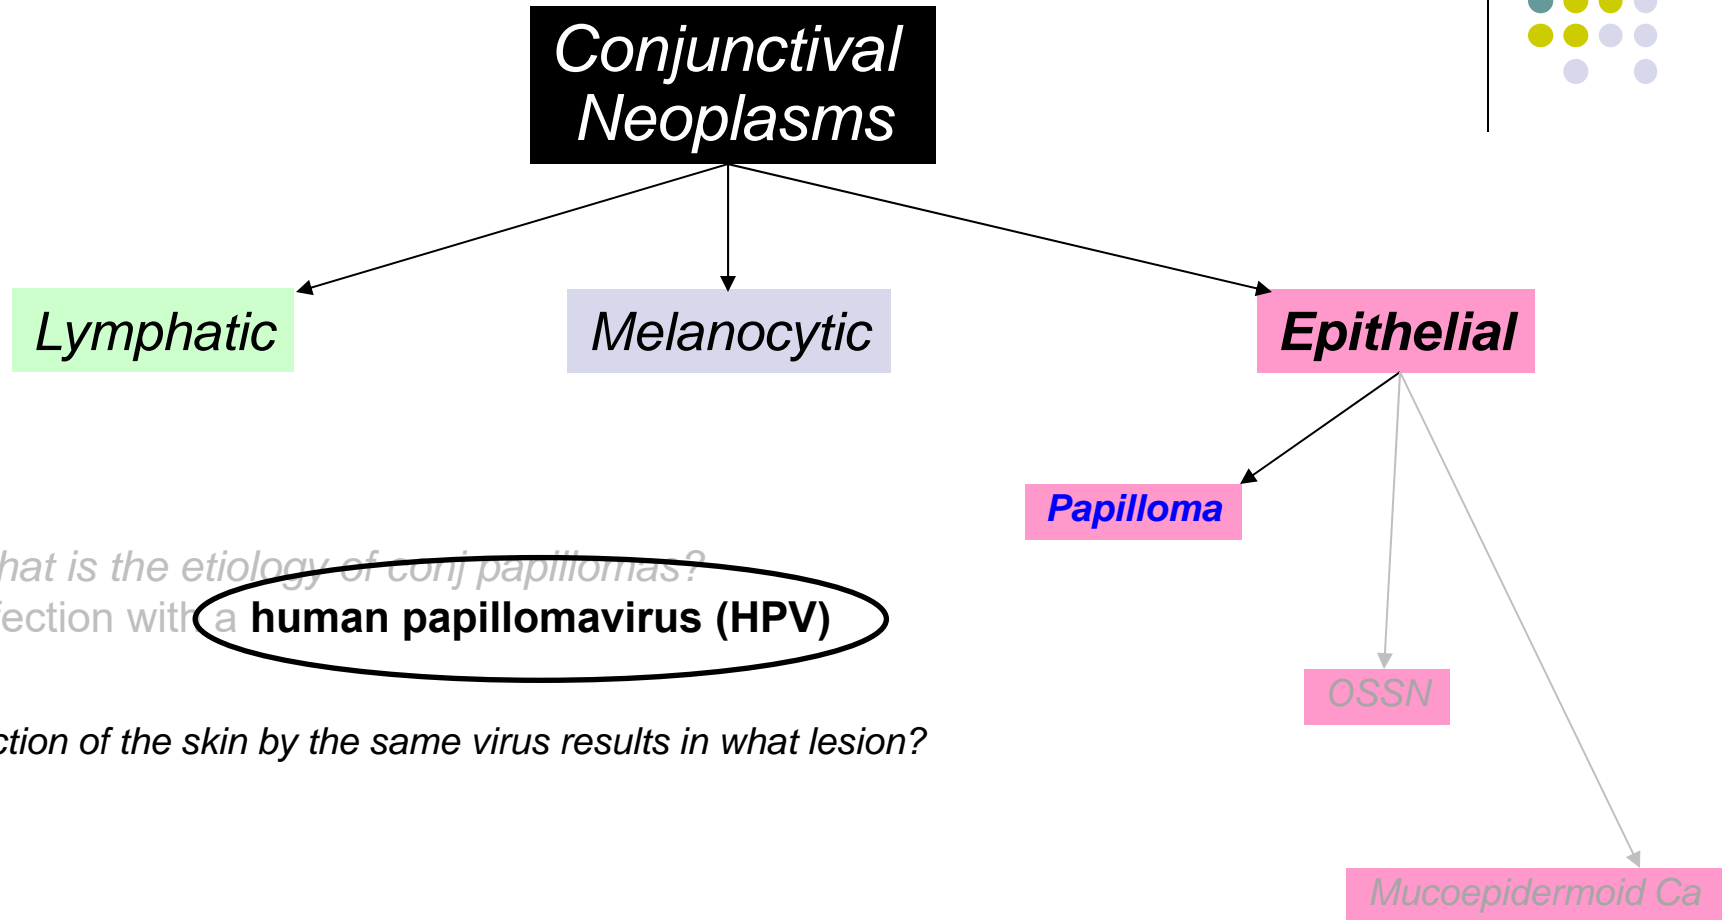 Conjunctival
Neoplasms
Lymphatic
Melanocytic
Epithelial
Papilloma
hat is the etiology of conj papillomas?
fection with a human papillomavirus (HPV)
OSSN
ction of the skin by the same virus results in what lesion?
Mucoepidermoid Ca